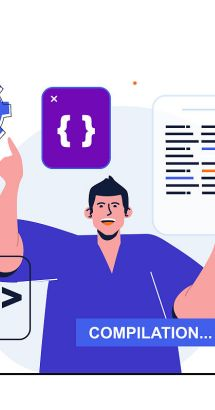 { }
COMPILATION...